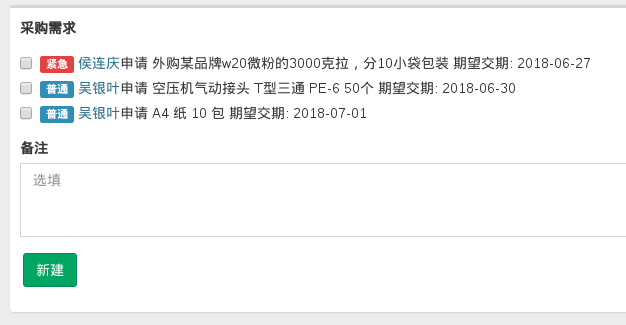 采购需求
紧急 侯连庆申请 外购某品牌w20微粉的3000克拉，分10小袋包装 期望交期: 2018-06-27
普通 吴银叶申请 空压机气动接头 T型三通 PE-6 50个 期望交期: 2018-06-30
普通 吴银叶申请 A4 纸 10 包 期望交期: 2018-07-01
备注
选填
新建